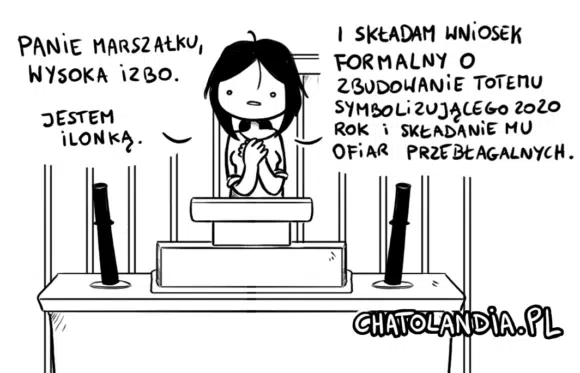 PANIE MARSZAŁKU,
WYSOKA IZBO.
JESTEM
ILONKĄ.
I SKŁADAM WNIOSEK
FORMALNY O
ZBUDOWANIE TOTEMU
SYMBOLIZUJĄCEGO 2020
ROK I SKŁADANIE MU
OFIAR PRZEBŁAGALNYCH.
CHATOLANDIA.PL